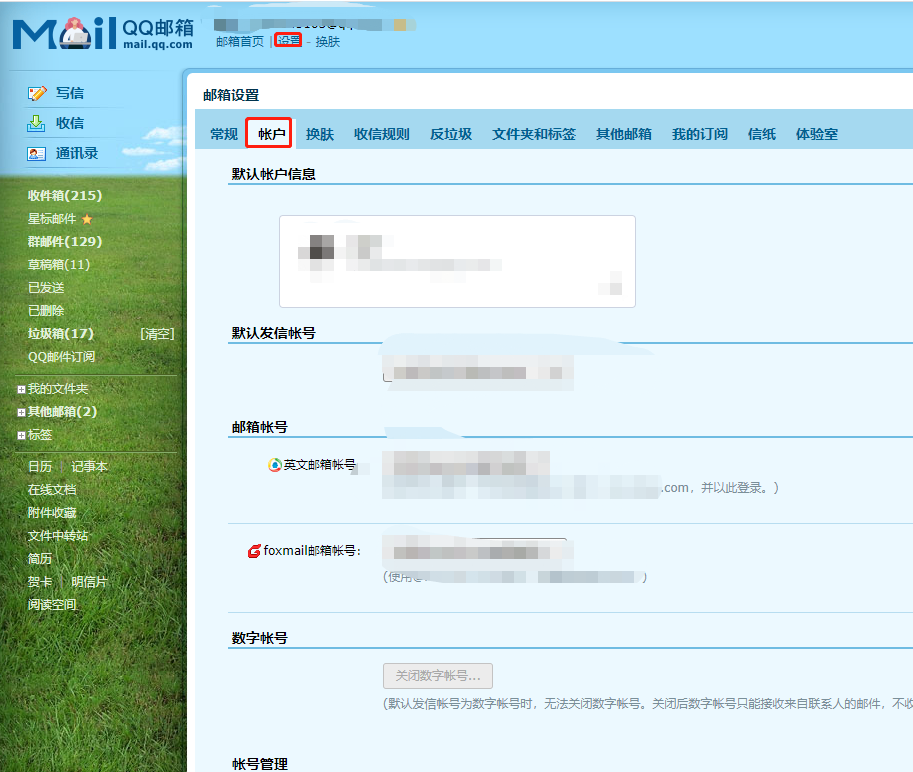 Mail QQ邮箱
mail.qq.com
邮箱首页 | 设置 - 换肤
写信
收信
通讯录
收件箱(215)
星标邮件
群邮件(129)
草稿箱(11)
已发送
已删除
垃圾箱(17) [清空]
QQ邮件订阅
我的文件夹
其他邮箱(2)
标签
日历 记事本
在线文档
附件收藏
文件中转站
简历
贺卡 明信片
阅读空间
邮箱设置
常规 帐户 换肤 收信规则 反垃圾 文件夹和标签 其他邮箱 我的订阅 信纸 体验室
默认帐户信息
默认发信帐号
邮箱帐号
英文邮箱帐号
.com，并以此登录。)
foxmail邮箱帐号：
(使用 )
数字帐号
关闭数字帐号...
(默认发信帐号为数字帐号时，无法关闭数字帐号。关闭后数字帐号只能接收来自联系人的邮件，不收
帐号管理